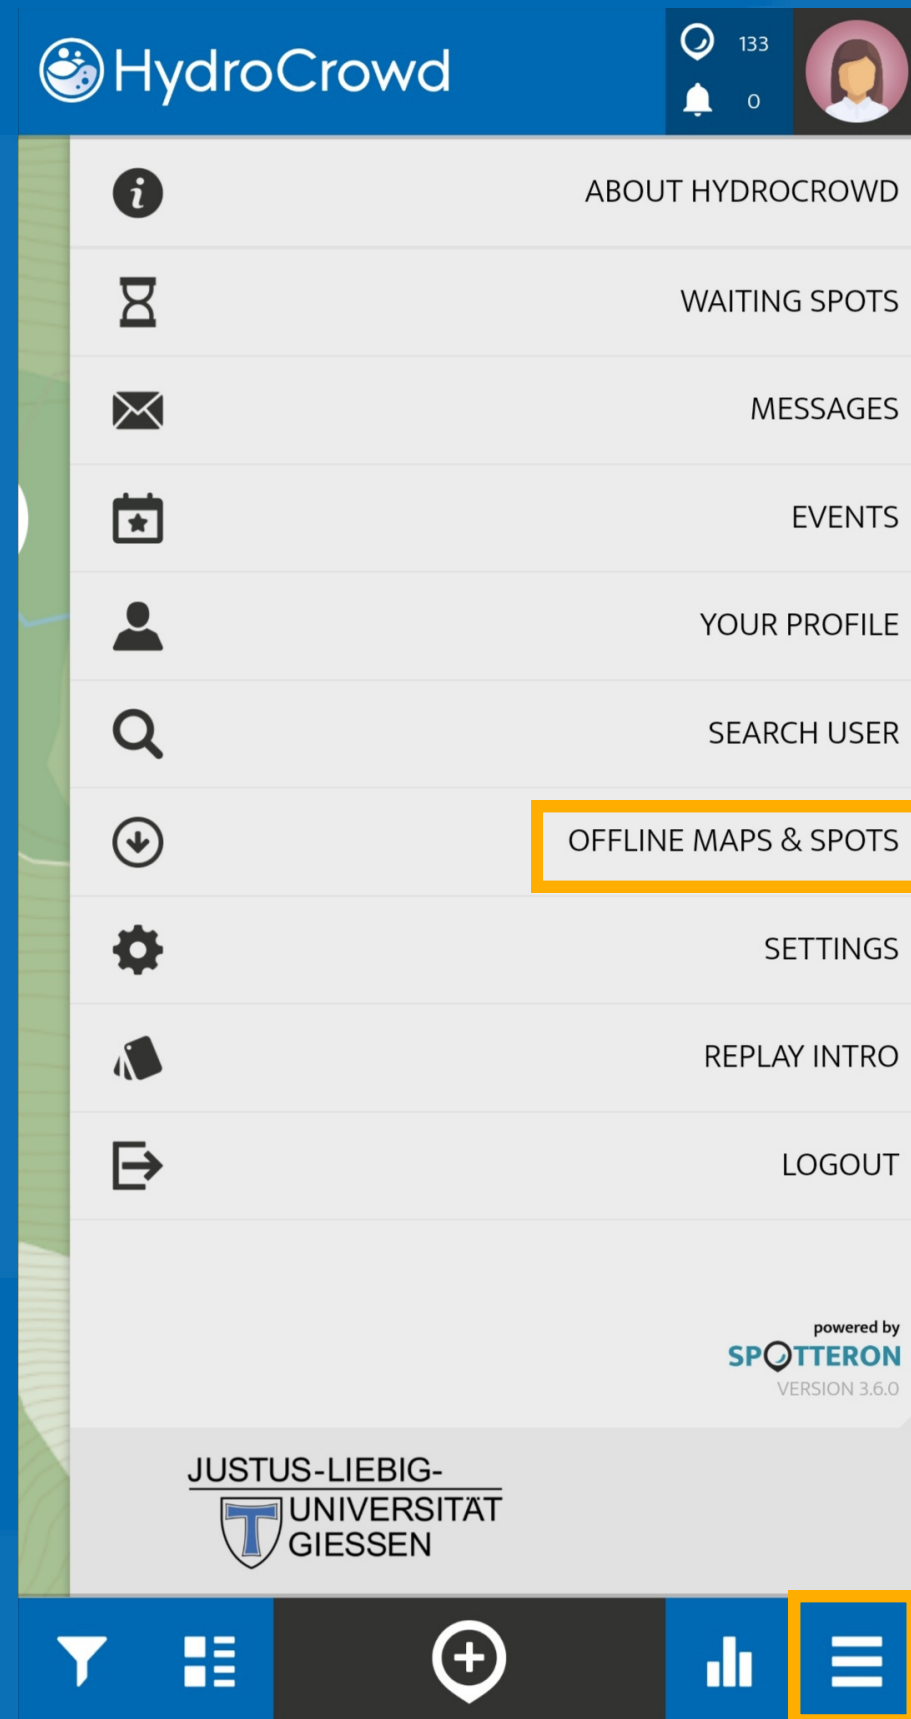 HydroCrowd
133
0
ABOUT HYDROCROWD
WAITING SPOTS
MESSAGES
EVENTS
YOUR PROFILE
SEARCH USER
OFFLINE MAPS & SPOTS
SETTINGS
REPLAY INTRO
LOGOUT
powered by
SPOTTERON
VERSION 3.6.0
JUSTUS-LIEBIG-
UNIVERSITÄT
GIESSEN